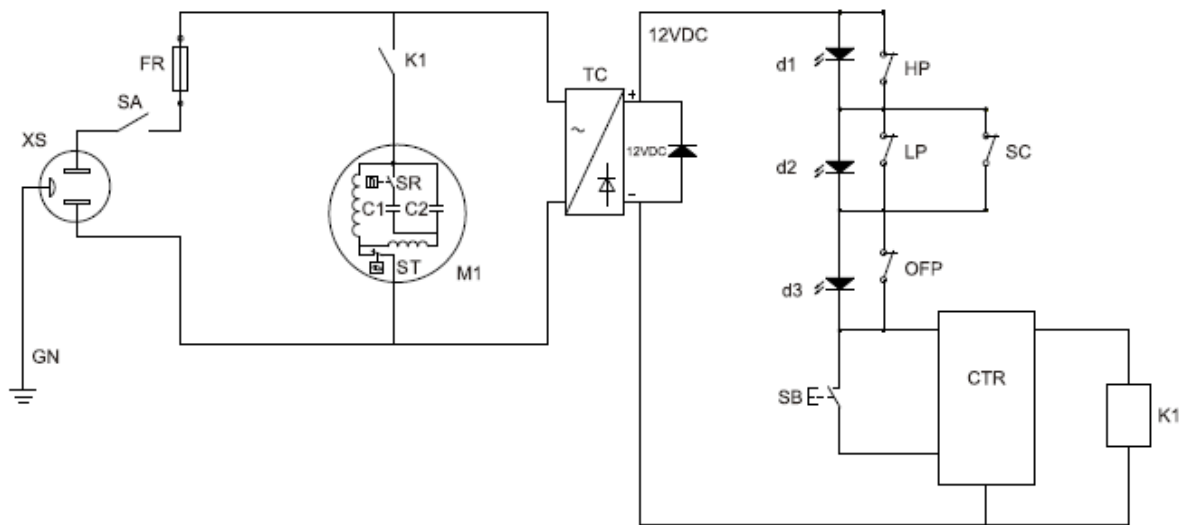 12VDC
FR
K1
d1
HP
TC
SA
+
XS
~
12VDC
LP
SC
d2
SR
C1
C2
−
ST
M1
OFP
d3
GN
CTR
SB
K1